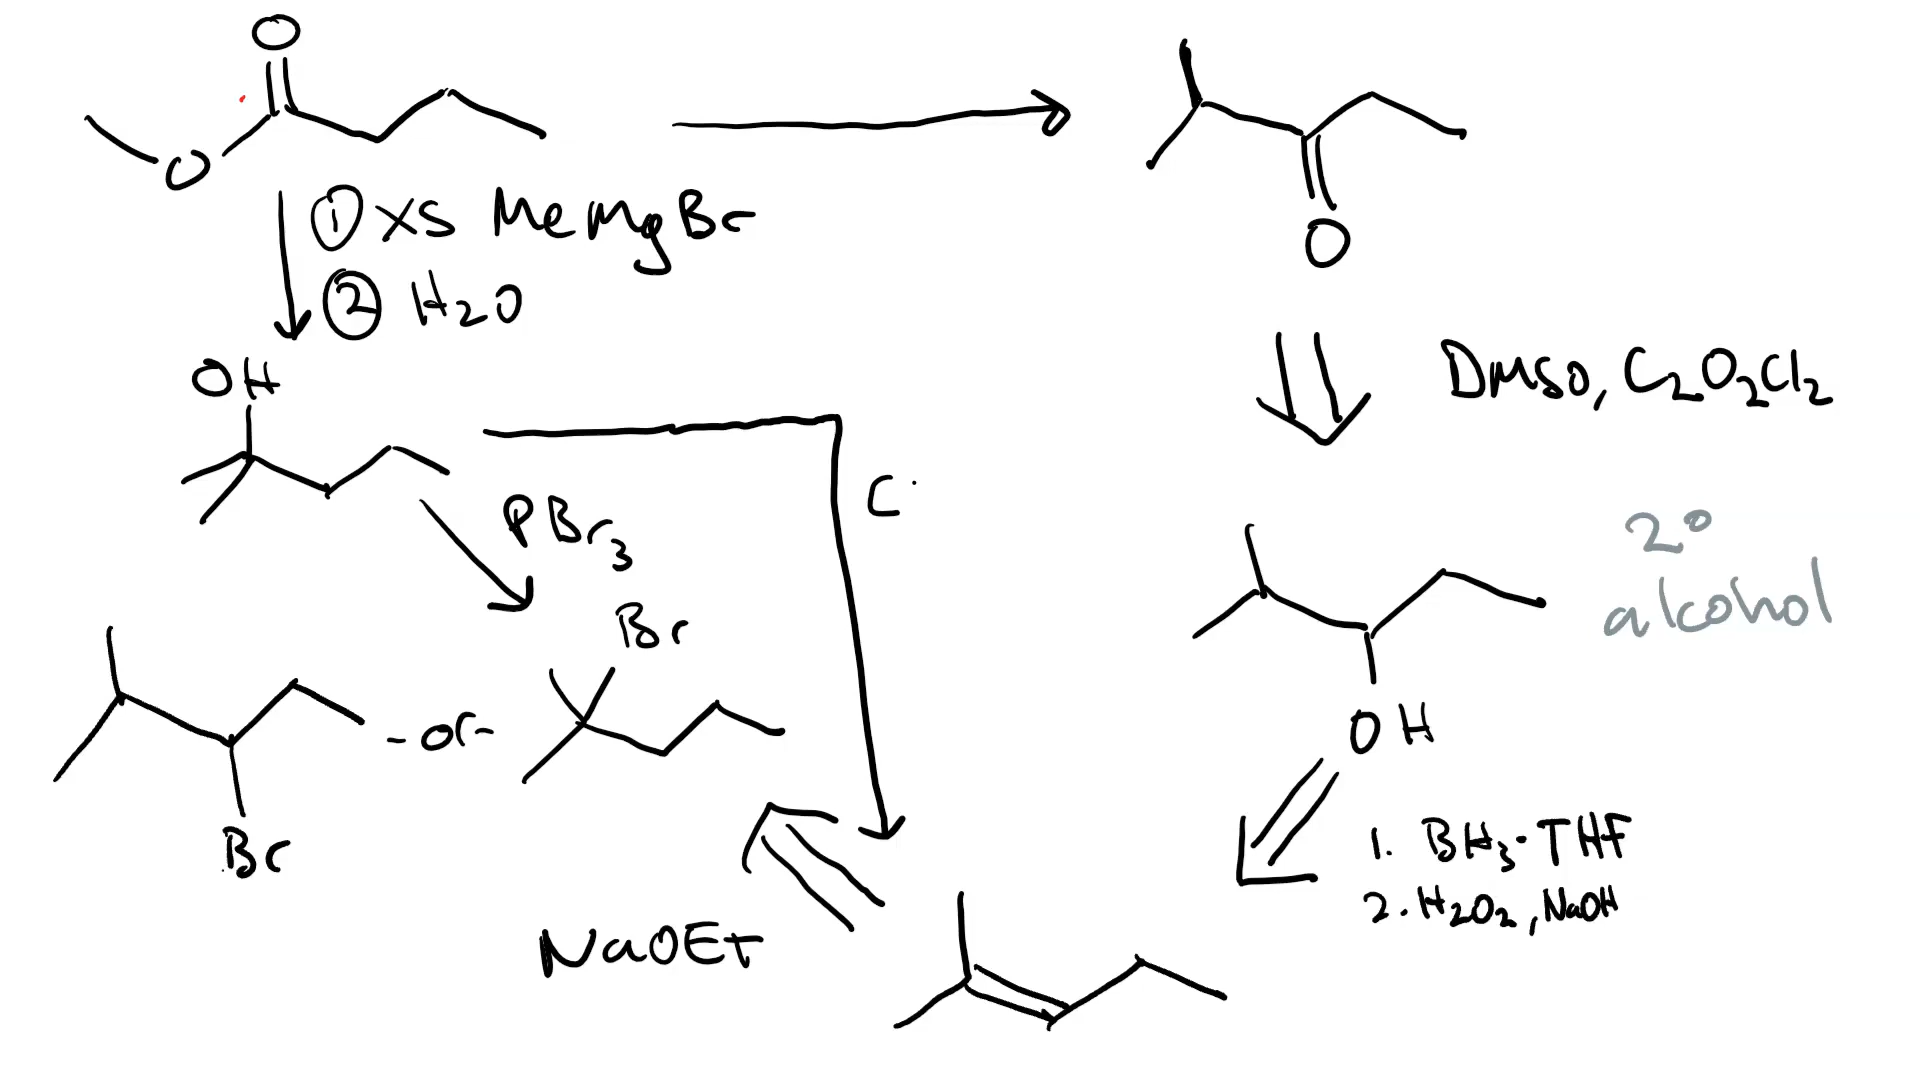 O
O
① XS MeMgBr
② H2O
O
DMSO, C2O2Cl2
OH
C
PBr3
2°
alcohol
Br
-or-
OH
Br
1. BH3·THF
2. H2O2, NaOH
NaOEt